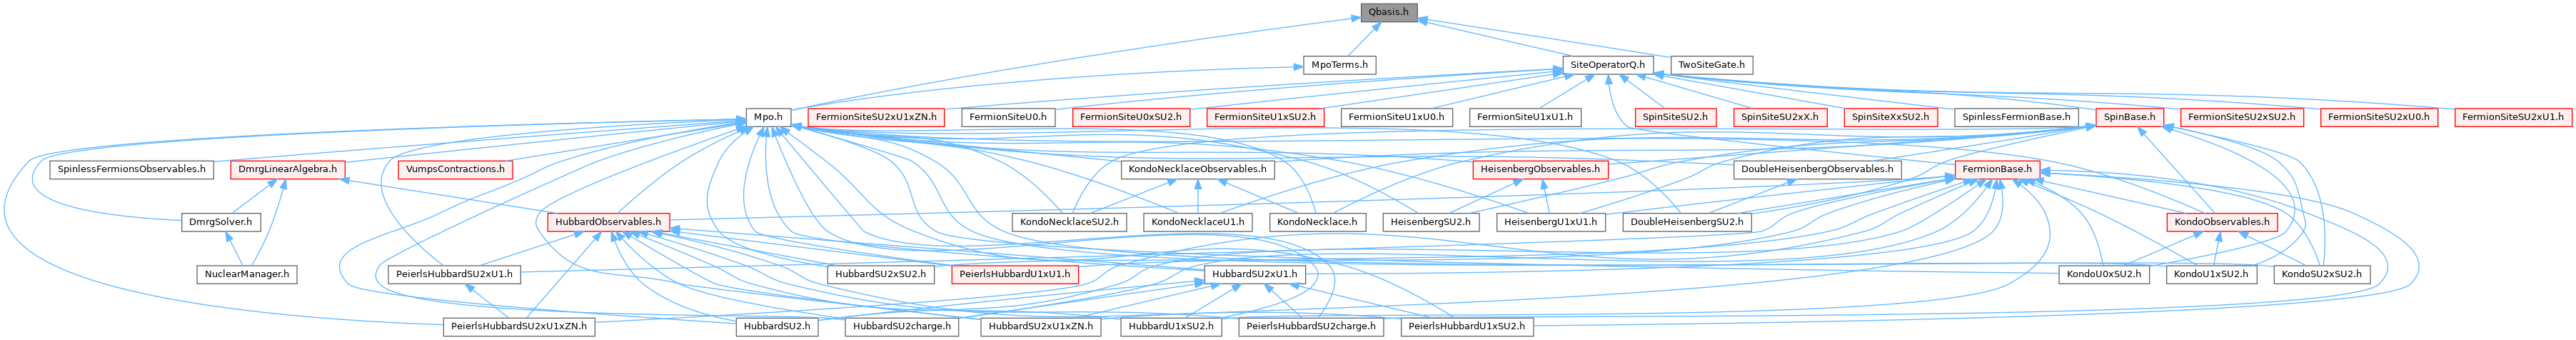 Qbasis.h
MpoTerms.h
SiteOperatorQ.h
TwoSiteGate.h
Mpo.h
FermionSiteSU2xU1xZN.h
FermionSiteU0.h
FermionSiteU0xSU2.h
FermionSiteU1xSU2.h
FermionSiteU1xU0.h
FermionSiteU1xU1.h
SpinSiteSU2.h
SpinSiteSU2xX.h
SpinSiteXxSU2.h
SpinlessFermionBase.h
SpinBase.h
FermionSiteSU2xSU2.h
FermionSiteSU2xU0.h
FermionSiteSU2xU1.h
SpinlessFermionsObservables.h
DmrgLinearAlgebra.h
VumpsContractions.h
KondoNecklaceObservables.h
HeisenbergObservables.h
DoubleHeisenbergObservables.h
FermionBase.h
DmrgSolver.h
HubbardObservables.h
KondoNecklaceSU2.h
KondoNecklaceU1.h
KondoNecklace.h
HeisenbergSU2.h
HeisenbergU1xU1.h
DoubleHeisenbergSU2.h
KondoObservables.h
NuclearManager.h
PeierlsHubbardSU2xU1.h
HubbardSU2xSU2.h
PeierlsHubbardU1xU1.h
HubbardSU2xU1.h
KondoU0xSU2.h
KondoU1xSU2.h
KondoSU2xSU2.h
PeierlsHubbardSU2xU1xZN.h
HubbardSU2.h
HubbardSU2charge.h
HubbardSU2xU1xZN.h
HubbardU1xSU2.h
PeierlsHubbardSU2charge.h
PeierlsHubbardU1xSU2.h